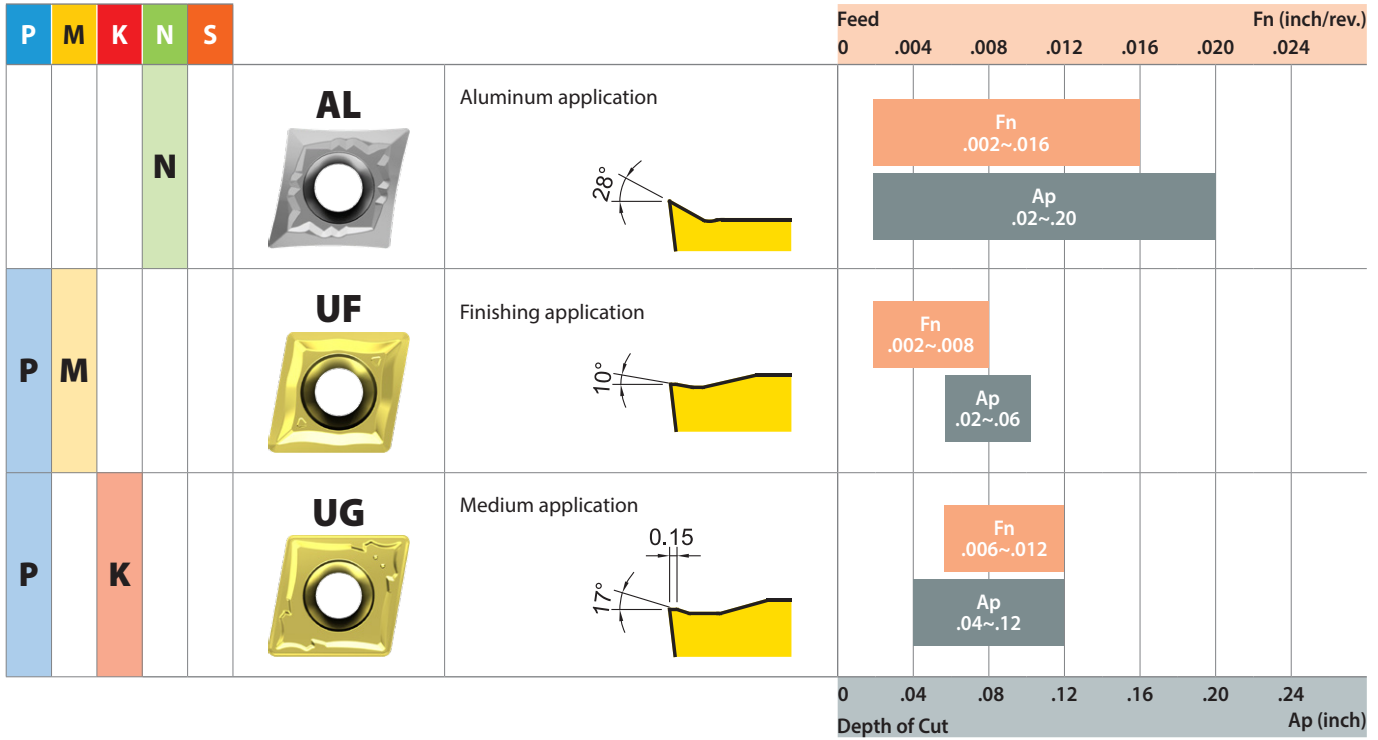 P M K N S
Feed Fn (inch/rev.)
0 .004 .008 .012 .016 .020 .024
N
AL
Aluminum application
28°
Fn
.002~.016
Ap
.02~.20
P M
UF
Finishing application
10°
Fn
.002~.008
Ap
.02~.06
P K
UG
Medium application
0.15
17°
Fn
.006~.012
Ap
.04~.12
0 .04 .08 .12 .16 .20 .24
Depth of Cut Ap (inch)